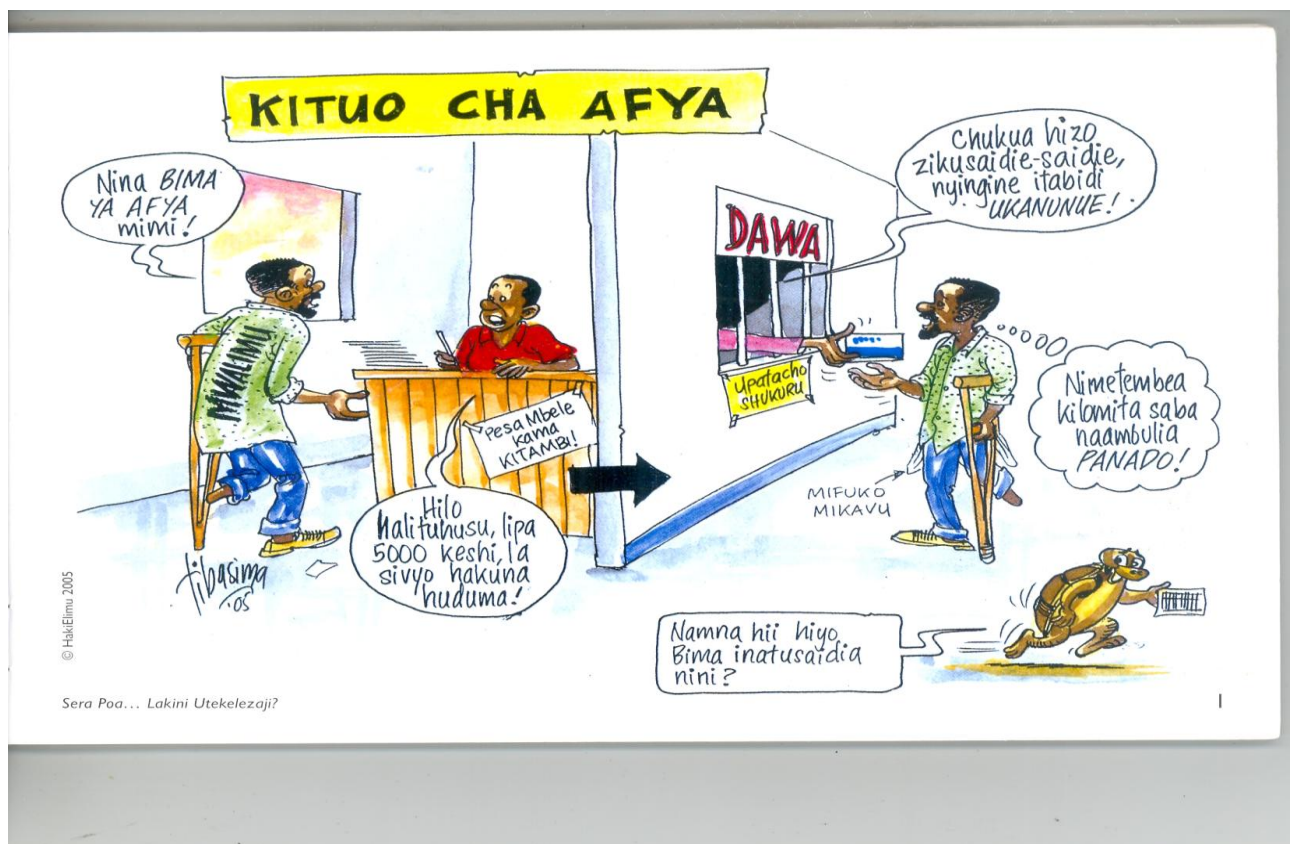 KITUO CHA AFYA
Nina BIMA
YA AFYA
mimi!
MWALIMU
Pesa Mbele
kama
KITAMBI!
Hilo
halituhusu, lipa
5000 keshi, la
sivyo hakuna
huduma!
Chukua hizo
zikusaidie-saidie,
nyingine itabidi
UKANUNUE!
DAWA
Upatacho
SHUKURU
Nimetembea
kilomita saba
naambulia
PANADO!
MIFUKO
MIKAVU
Namna hii hiyo
Bima inatusaidia
nini?
tibasima
'05
© HakiElimu 2005
Sera Poa... Lakini Utekelezaji?
1